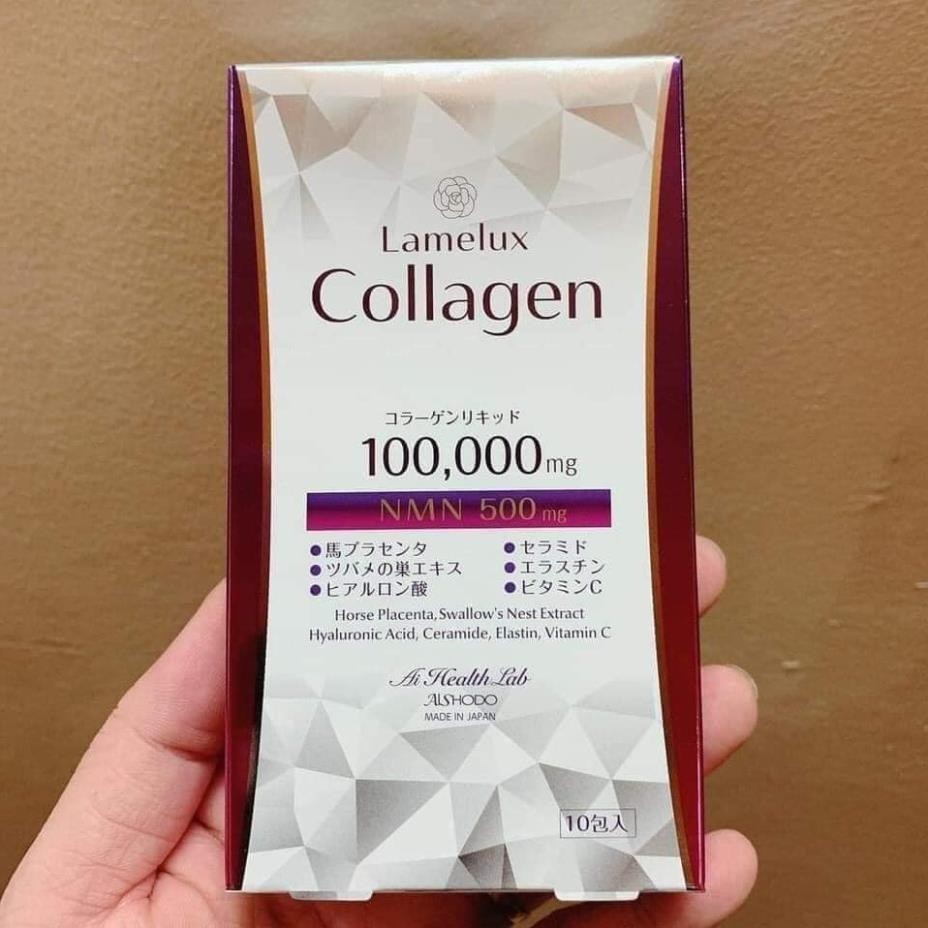 Lamelux
Collagen
コラーゲンリキッド
100,000mg
NMN 500mg
●馬プラセンタ ●セラミド
●ツバメの巣エキス ●エラスチン
●ヒアルロン酸 ●ビタミンC
Horse Placenta, Swallow's Nest Extract
Hyaluronic Acid, Ceramide, Elastin, Vitamin C
Ai Health Lab
AISHODO
MADE IN JAPAN
10包入